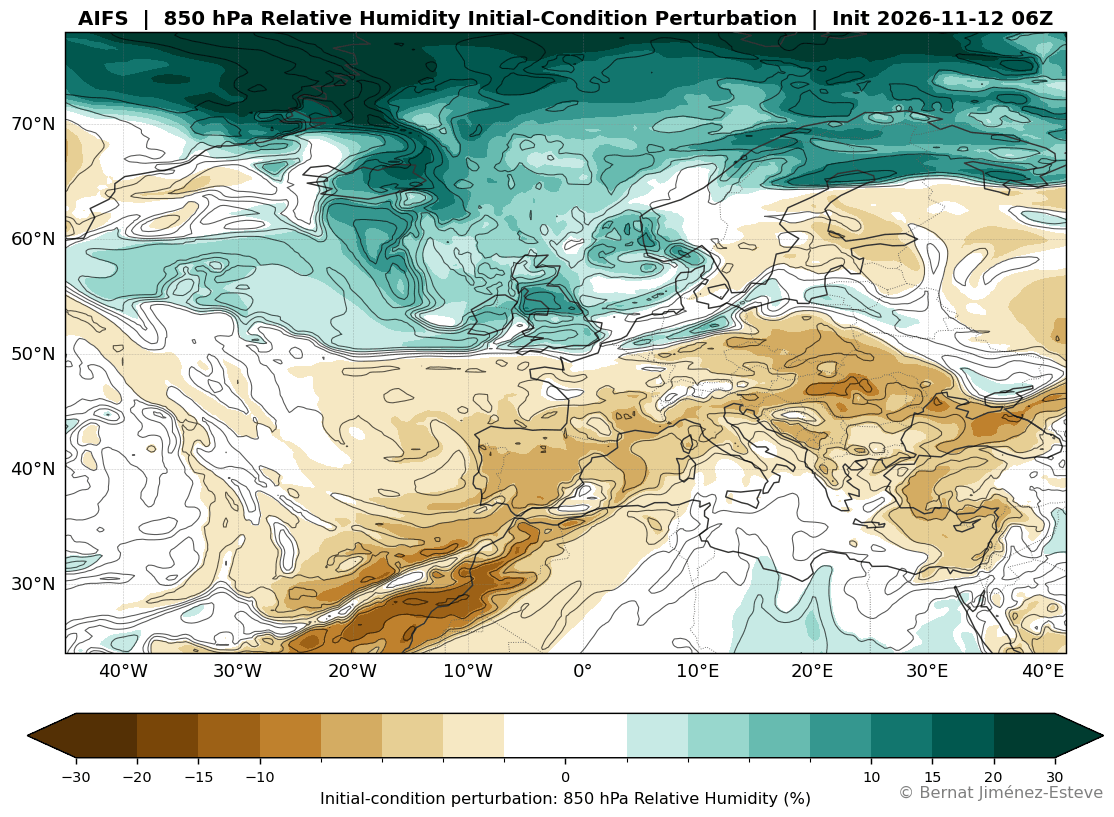 AIFS | 850 hPa Relative Humidity Initial-Condition Perturbation | Init 2026-11-12 06Z
70°N
60°N
50°N
40°N
30°N
40°W 30°W 20°W 10°W 0° 10°E 20°E 30°E 40°E
−30 −20 −15 −10 0 10 15 20 30
Initial-condition perturbation: 850 hPa Relative Humidity (%)
© Bernat Jiménez-Esteve